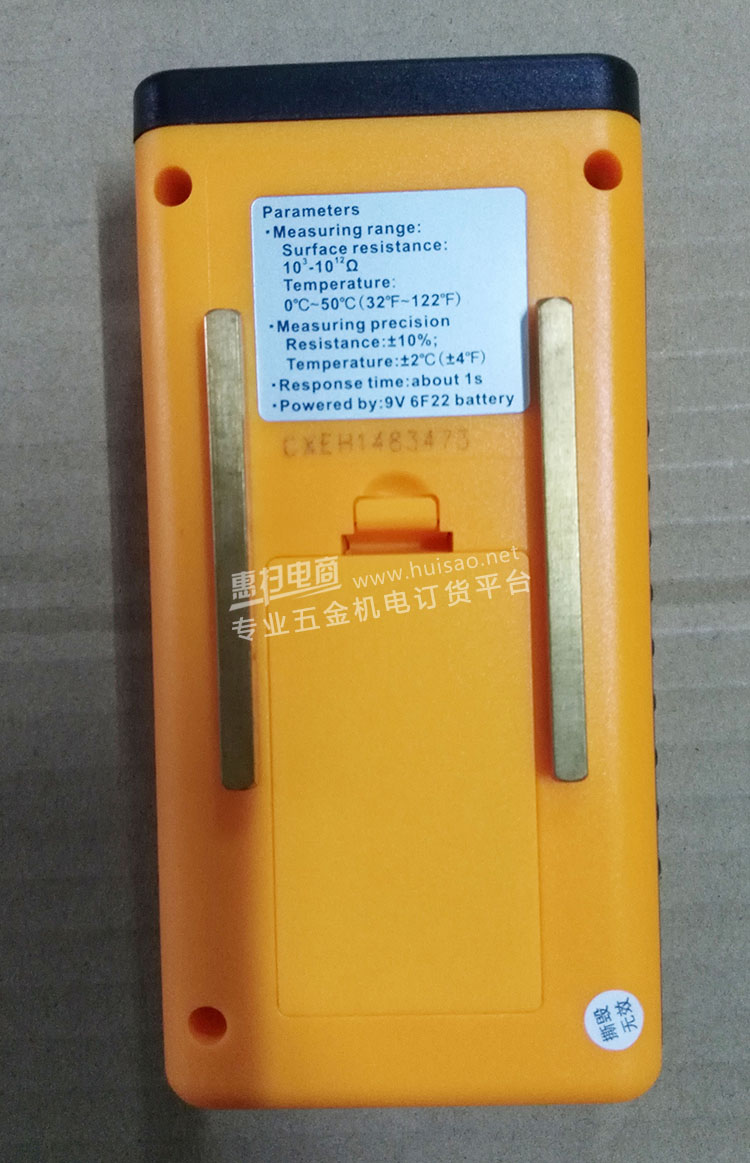 Parameters
·Measuring range:
Surface resistance:
10³-10¹²Ω
Temperature:
0℃~50℃(32℉~122℉)
·Measuring precision
Resistance:±10%;
Temperature:±2℃(±4℉)
·Response time:about 1s
·Powered by:9V 6F22 battery
CXEH1483473
惠扫电商 www.huisao.net
专业五金机电订货平台
撕毁
无效